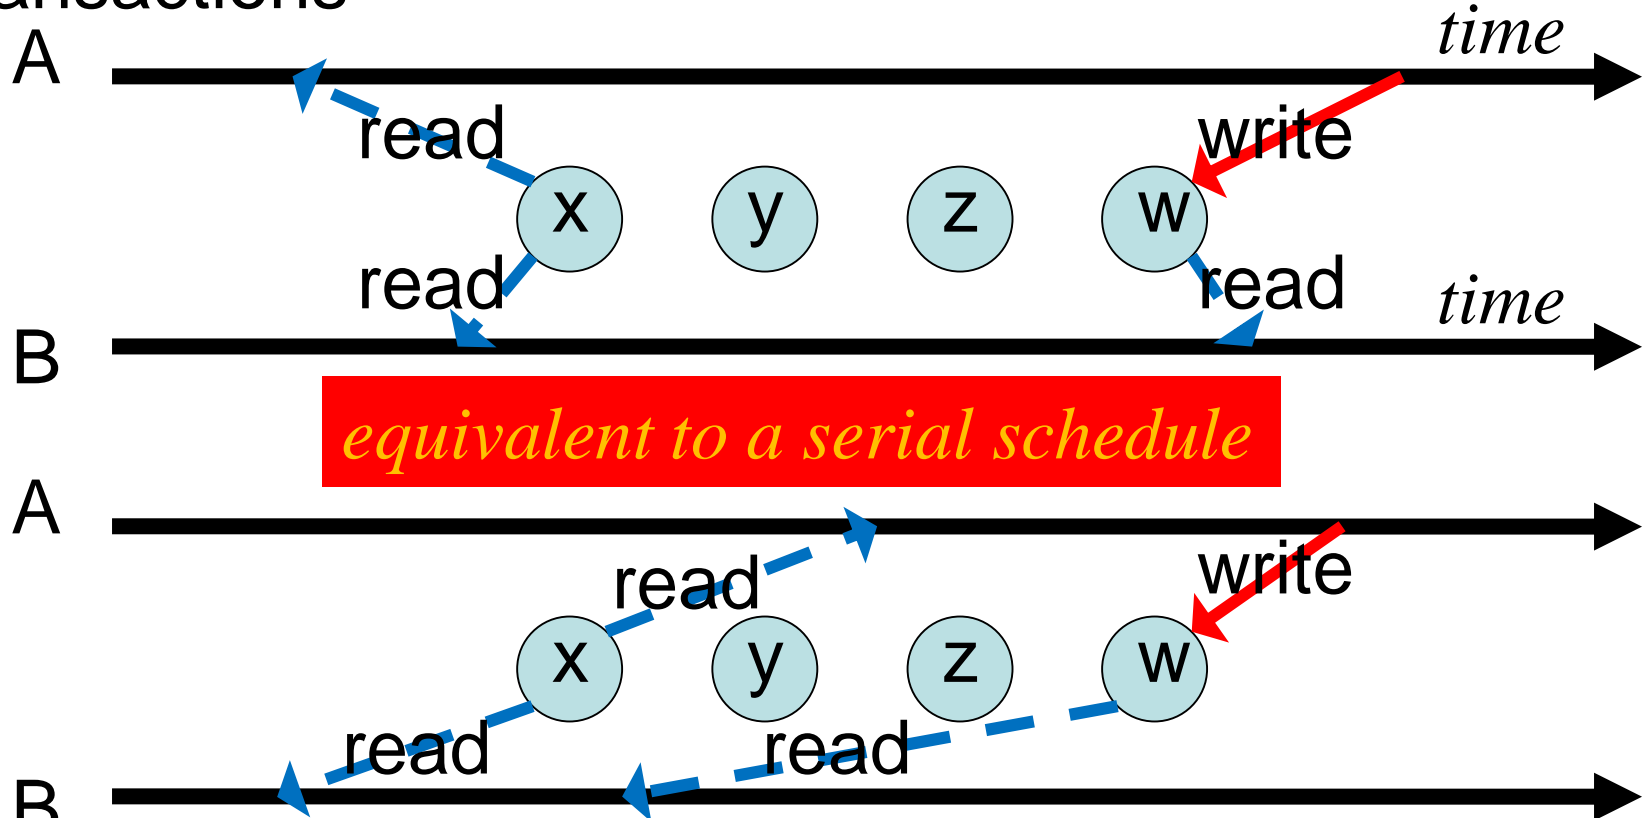 A
time
read
write
x y z w
read
read
time
B
equivalent to a serial schedule
A
read
write
x y z w
read
read
B